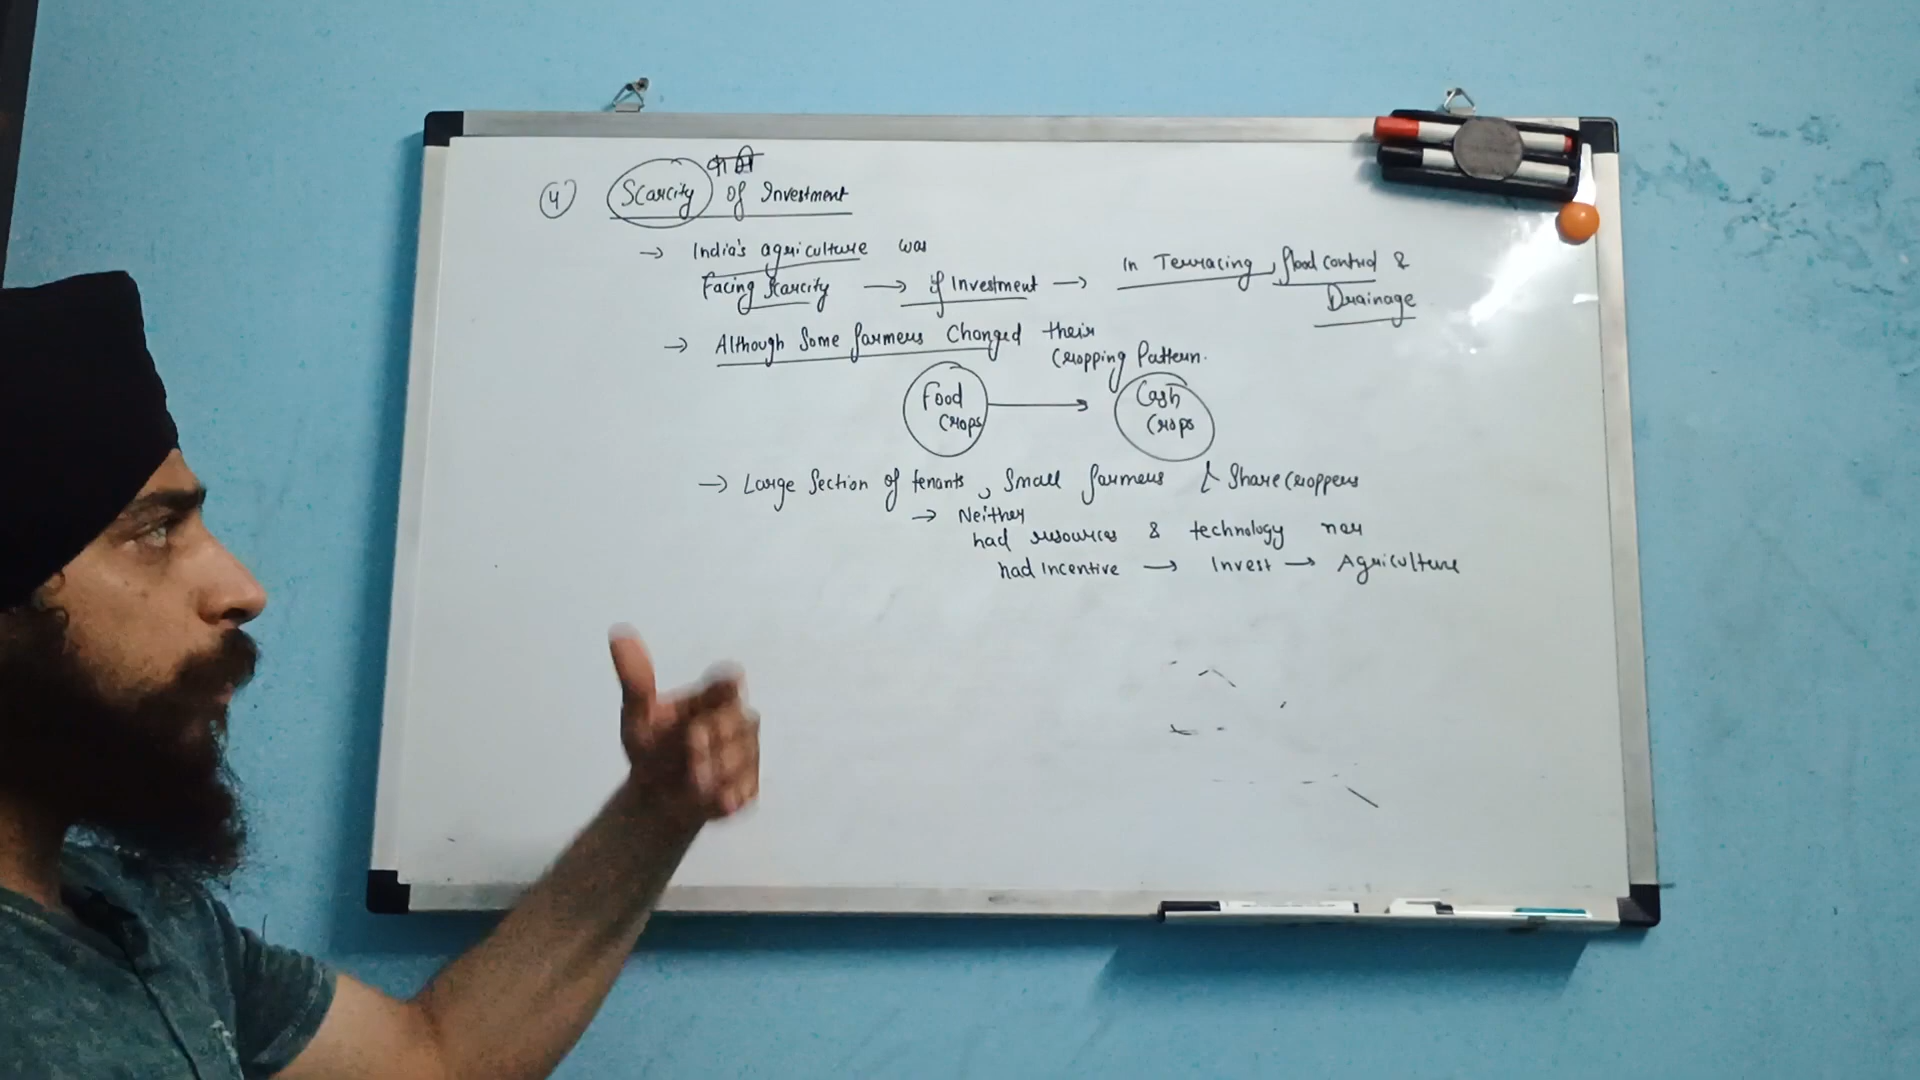 कमी
④ Scarcity of Investment
→ India's agriculture was
Facing Scarcity → of Investment → In Terracing, flood control &
Drainage
→ Although Some farmers Changed their
Cropping Pattern.
Food Crops → Cash Crops
→ Large Section of tenants, Small farmers & Share Croppers
→ Neither
had resources & technology nor
had Incentive → Invest → Agriculture